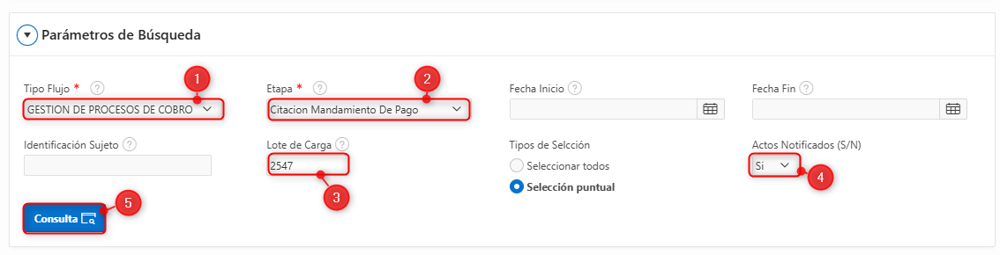 Parámetros de Búsqueda
Tipo Flujo * ?
1
Etapa * ?
2
Fecha Inicio ?
Fecha Fin ?
GESTION DE PROCESOS DE COBRO
Citacion Mandamiento De Pago
Identificación Sujeto ?
Lote de Carga ?
Tipos de Selcción
Actos Notificados (S/N)
2547
3
Seleccionar todos
Selección puntual
Si
4
Consulta
5